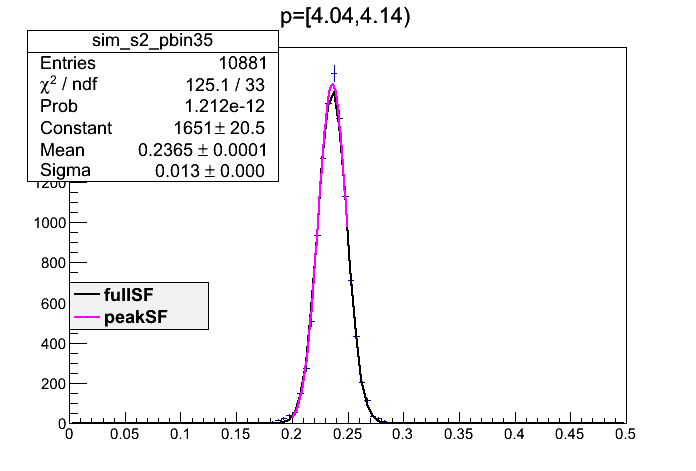 p=[4.04,4.14)
sim_s2_pbin35
Entries 10881
χ² / ndf 125.1 / 33
Prob 1.212e-12
Constant 1651 ± 20.5
Mean 0.2365 ± 0.0001
Sigma 0.013 ± 0.000
1200
1000
800
600
400
200
0
fullSF
peakSF
0 0.05 0.1 0.15 0.2 0.25 0.3 0.35 0.4 0.45 0.5